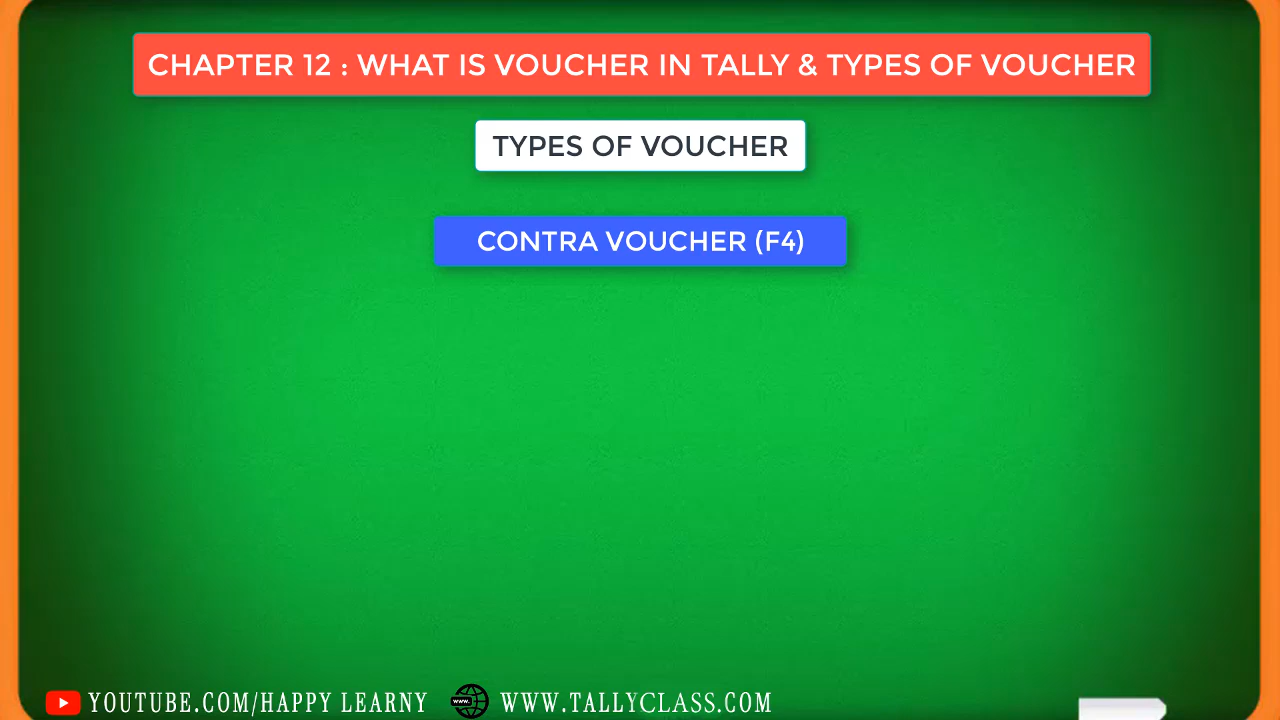 CHAPTER 12 : WHAT IS VOUCHER IN TALLY & TYPES OF VOUCHER
TYPES OF VOUCHER
CONTRA VOUCHER (F4)
YOUTUBE.COM/HAPPY LEARNY www. WWW.TALLYCLASS.COM